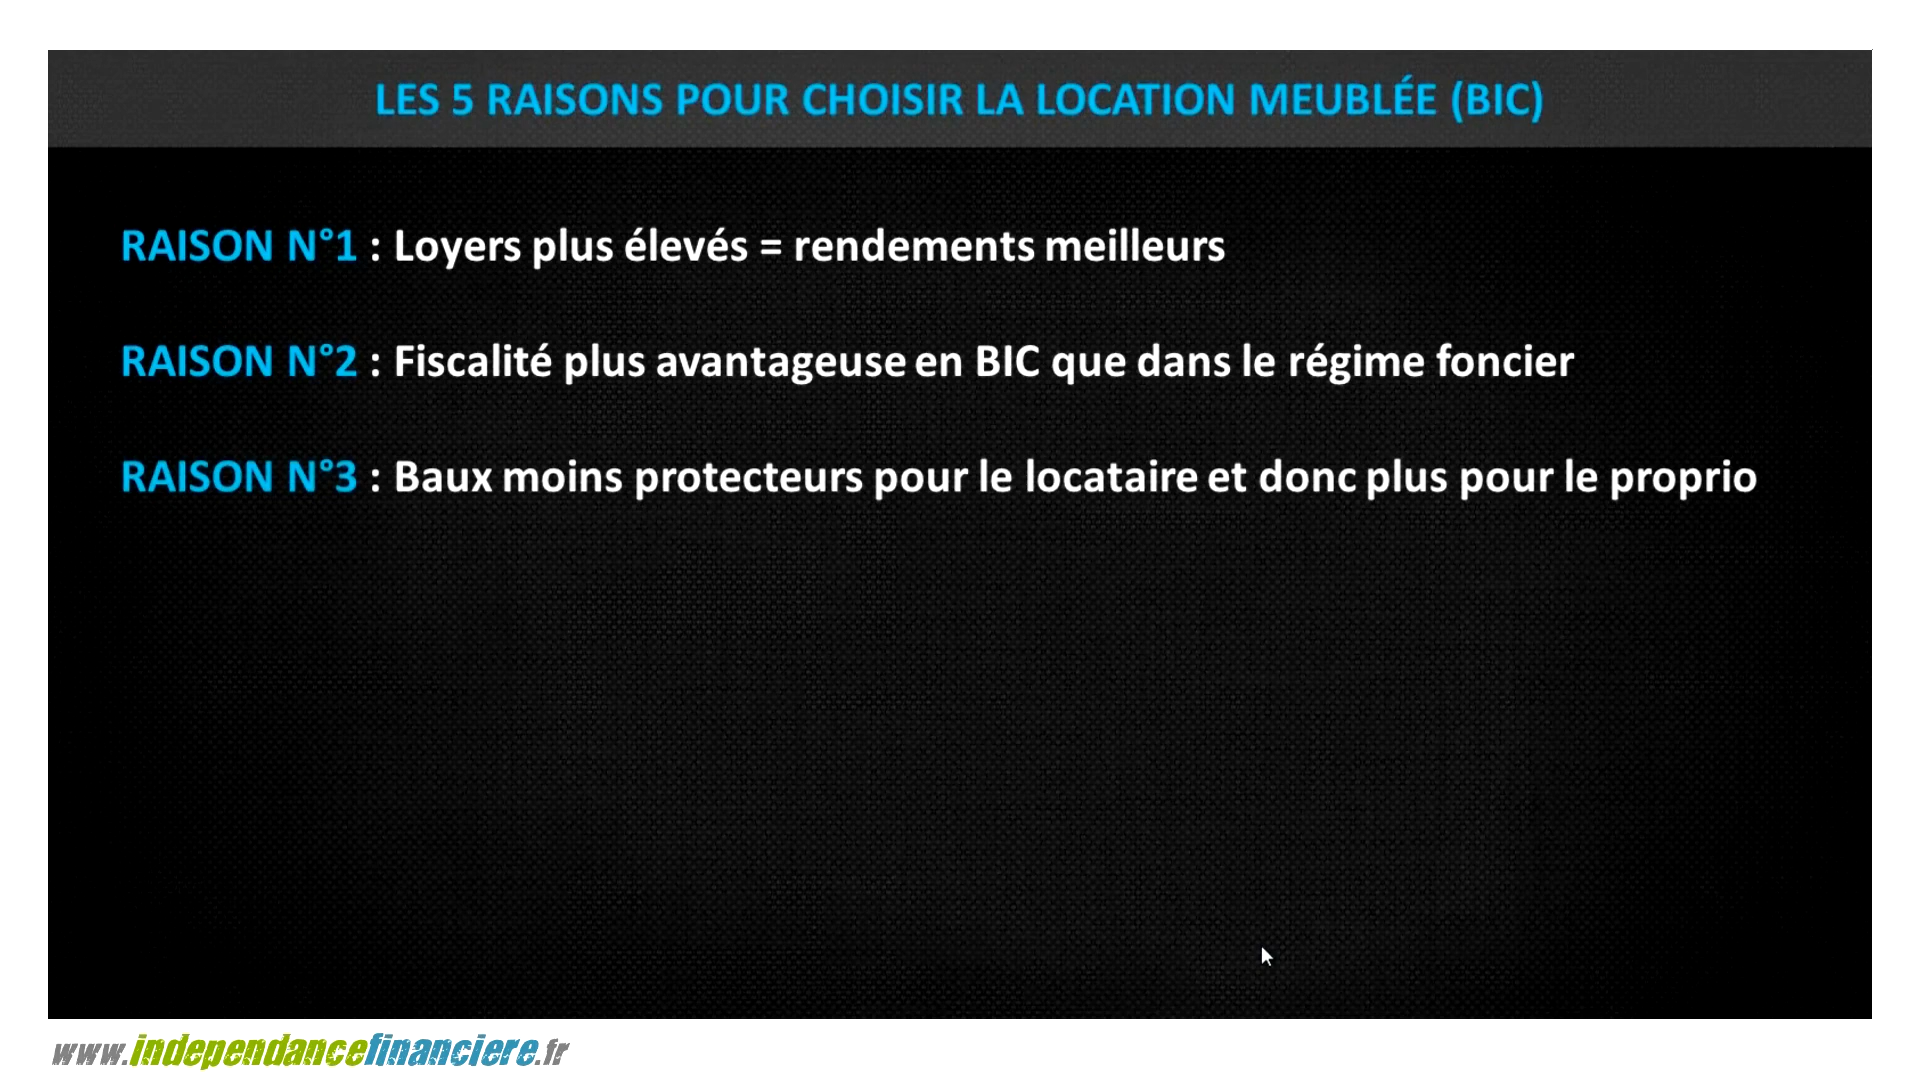 LES 5 RAISONS POUR CHOISIR LA LOCATION MEUBLÉE (BIC)
RAISON N°1 : Loyers plus élevés = rendements meilleurs
RAISON N°2 : Fiscalité plus avantageuse en BIC que dans le régime foncier
RAISON N°3 : Baux moins protecteurs pour le locataire et donc plus pour le proprio
www.independancefinanciere.fr